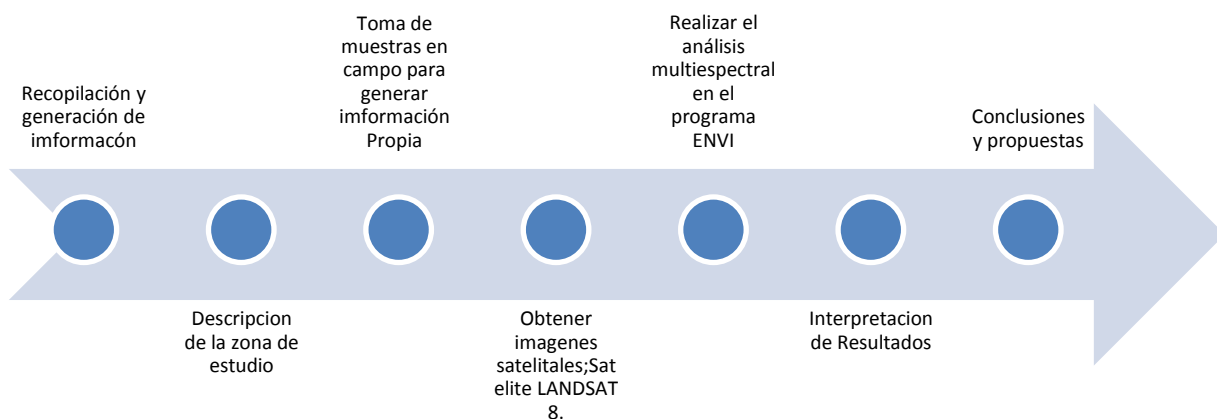 Recopilación y
generación de
imformacón
Descripcion
de la zona de
estudio
Toma de
muestras en
campo para
generar
imformación
Propia
Obtener
imagenes
satelitales;Sat
elite LANDSAT
8.
Realizar el
análisis
multiespectral
en el
programa
ENVI
Interpretacion
de Resultados
Conclusiones
y propuestas